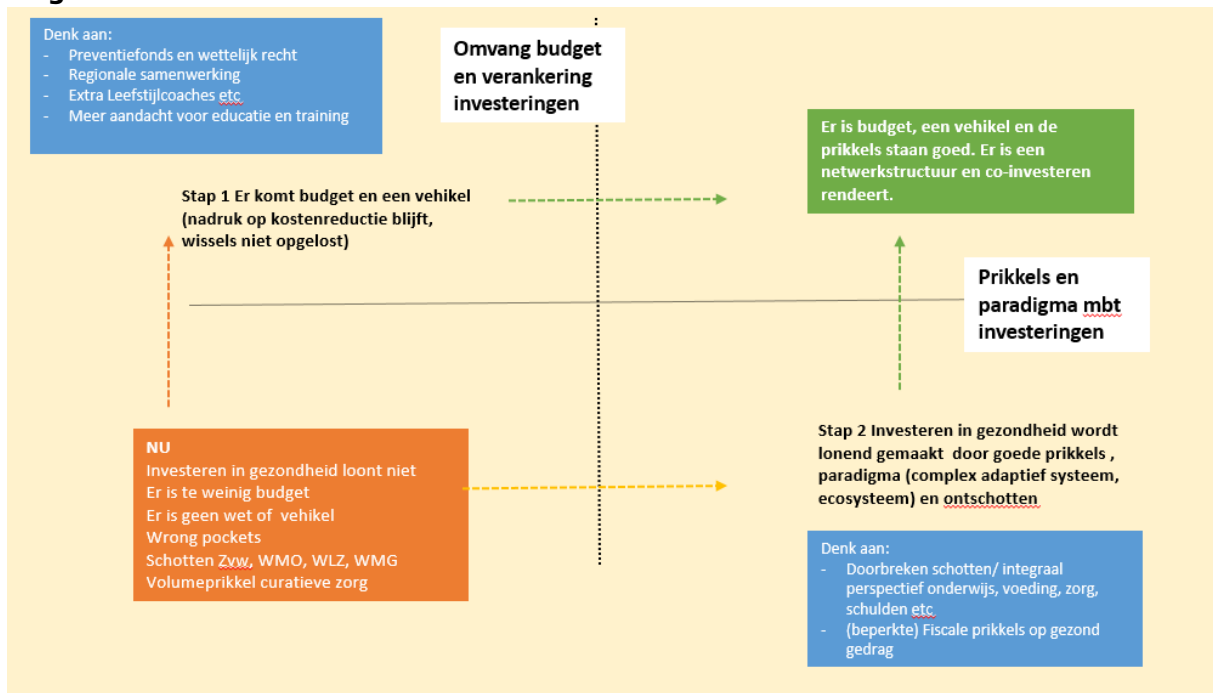 Denk aan:
- Preventiefonds en wettelijk recht
- Regionale samenwerking
- Extra Leefstijlcoaches etc
- Meer aandacht voor educatie en training
Omvang budget
en verankering
investeringen
Er is budget, een vehikel en de
prikkels staan goed. Er is een
netwerkstructuur en co-investeren
rendeert.
Stap 1 Er komt budget en een vehikel
(nadruk op kostenreductie blijft,
wissels niet opgelost)
Prikkels en
paradigma mbt
investeringen
NU
Investeren in gezondheid loont niet
Er is te weinig budget
Er is geen wet of  vehikel
Wrong pockets
Schotten Zvw, WMO, WLZ, WMG
Volumeprikkel curatieve zorg
Stap 2 Investeren in gezondheid wordt
lonend gemaakt  door goede prikkels ,
paradigma (complex adaptief systeem,
ecosysteem) en ontschotten
Denk aan:
- Doorbreken schotten/ integraal
perspectief onderwijs, voeding, zorg,
schulden etc
- (beperkte) Fiscale prikkels op gezond
gedrag